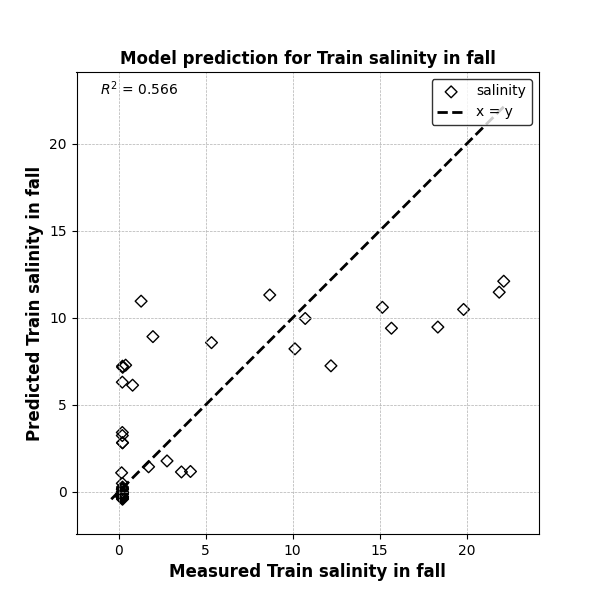 Model prediction for Train salinity in fall
R² = 0.566
salinity
x = y
20
15
10
5
0
Predicted Train salinity in fall
0 5 10 15 20
Measured Train salinity in fall